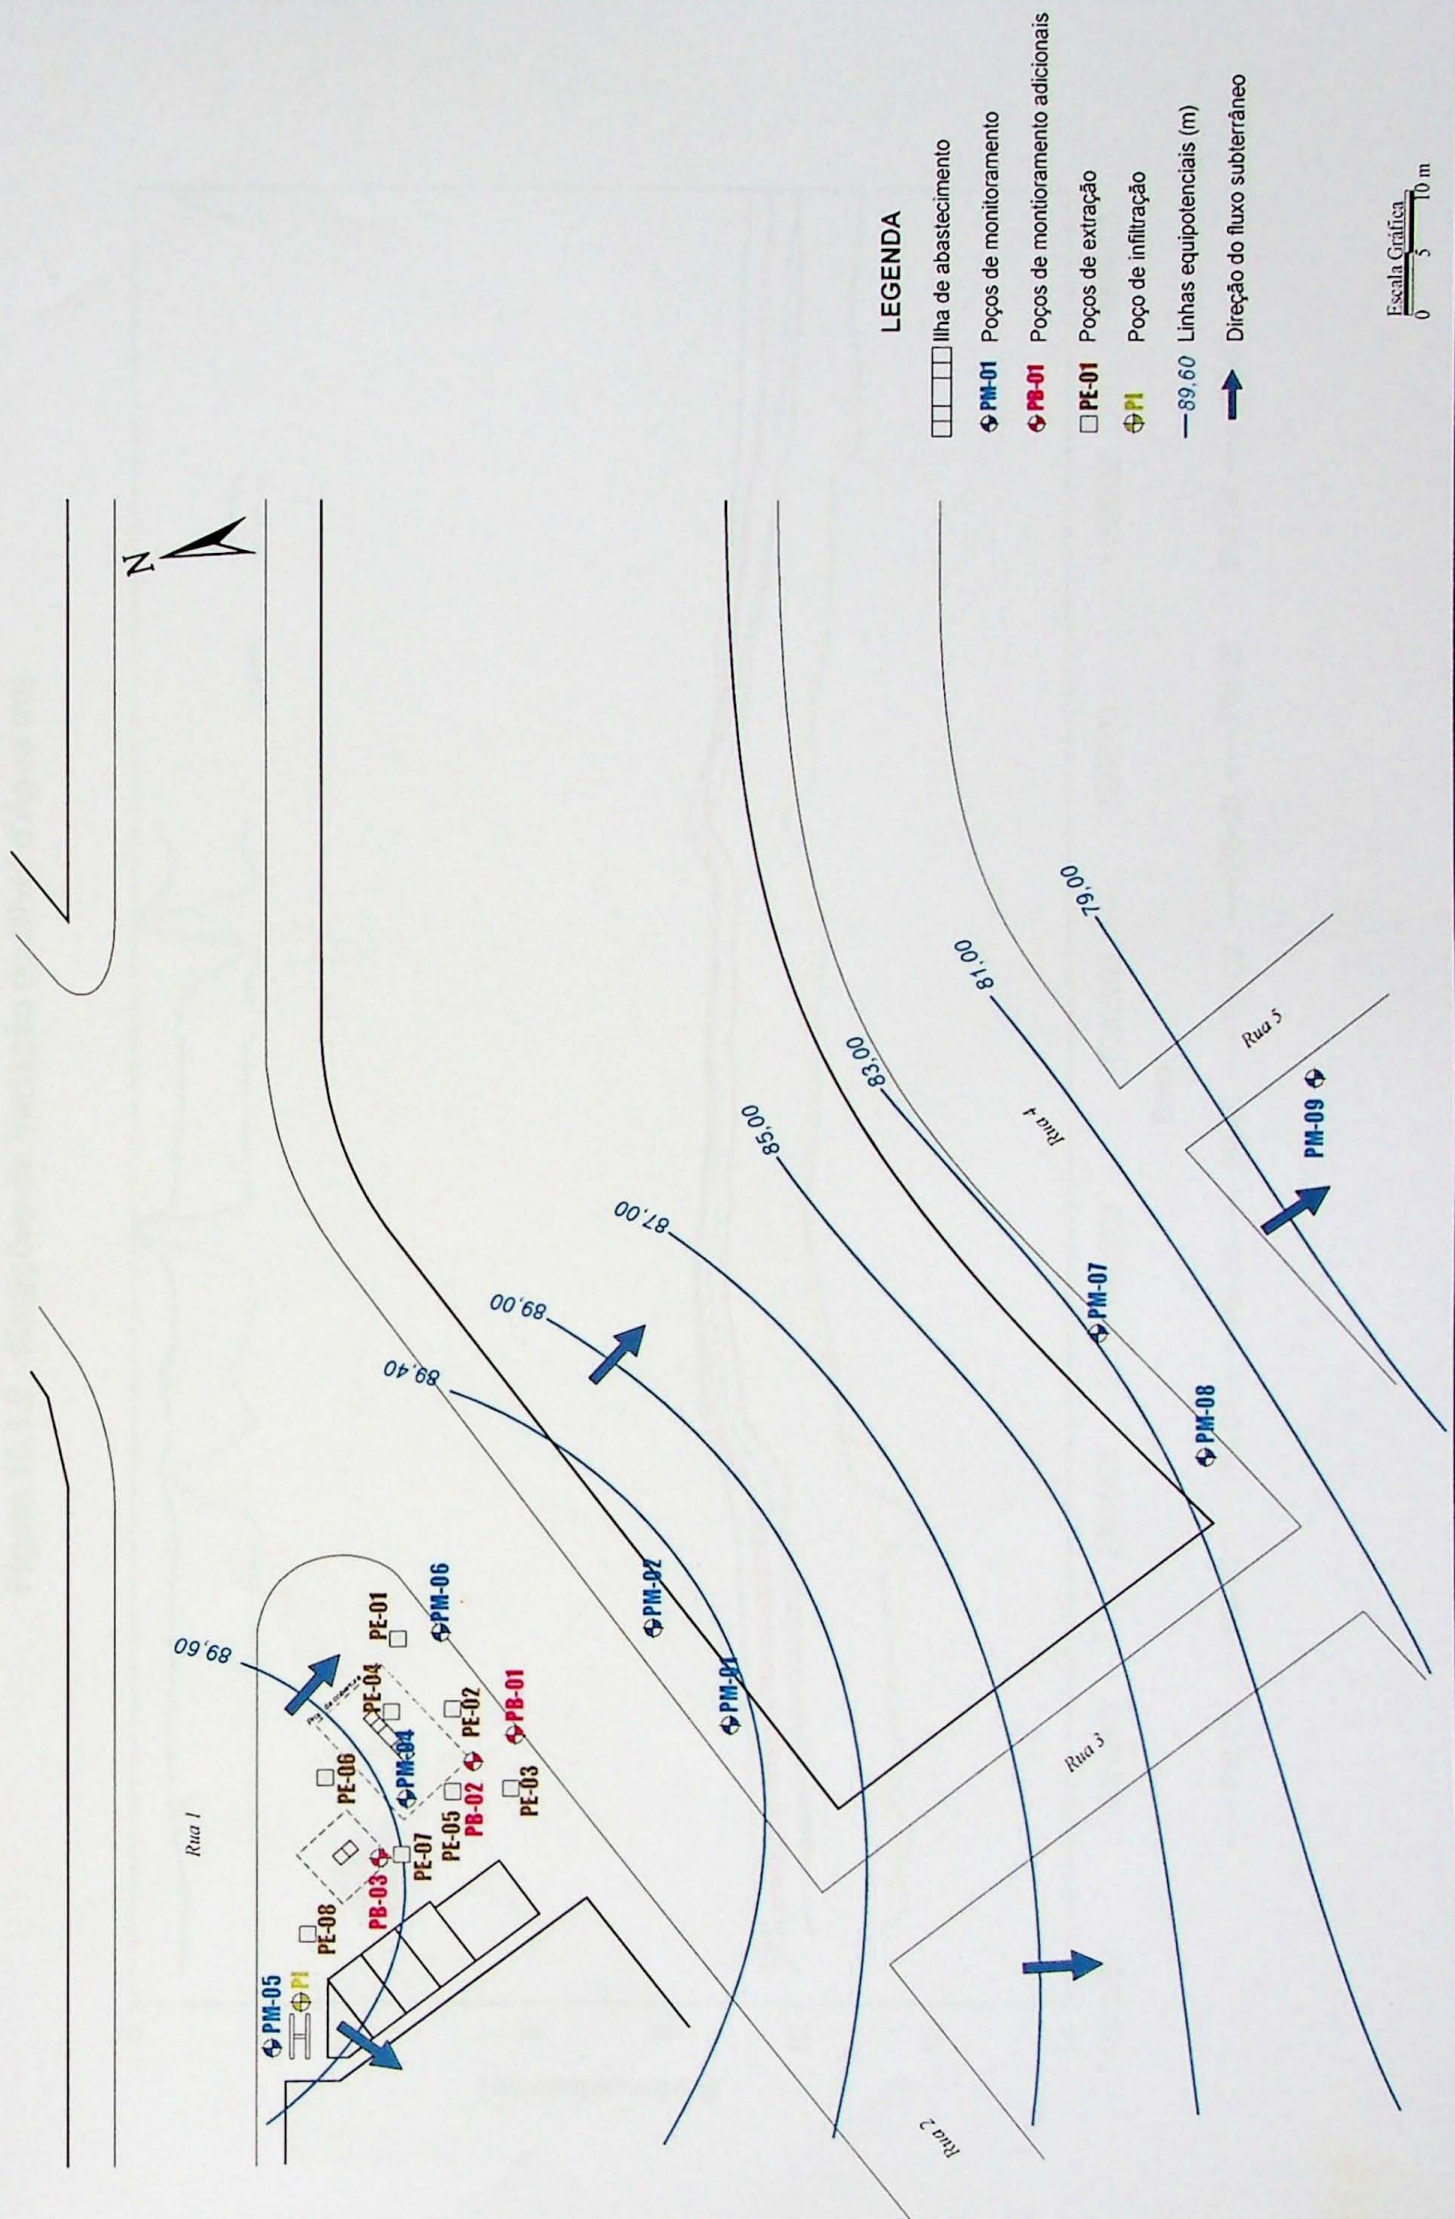 N
Rua 1
89,60
PM-05
PI
PE-08
PB-03
PE-07
PE-06
PM-04
PE-04
PE-01
PM-06
PE-05
PB-02
PE-02
PB-01
PE-03
89,40
89,00
87,00
85,00
83,00
81,00
79,00
PM-02
PM-01
PM-07
PM-08
PM-09
Rua 2
Rua 3
Rua 4
Rua 5
LEGENDA
Ilha de abastecimento
PM-01 Poços de monitoramento
PB-01 Poços de montioramento adicionais
PE-01 Poços de extração
PI Poço de infiltração
89,60 Linhas equipotenciais (m)
Direção do fluxo subterrâneo
Escala Gráfica
0 5 10 m